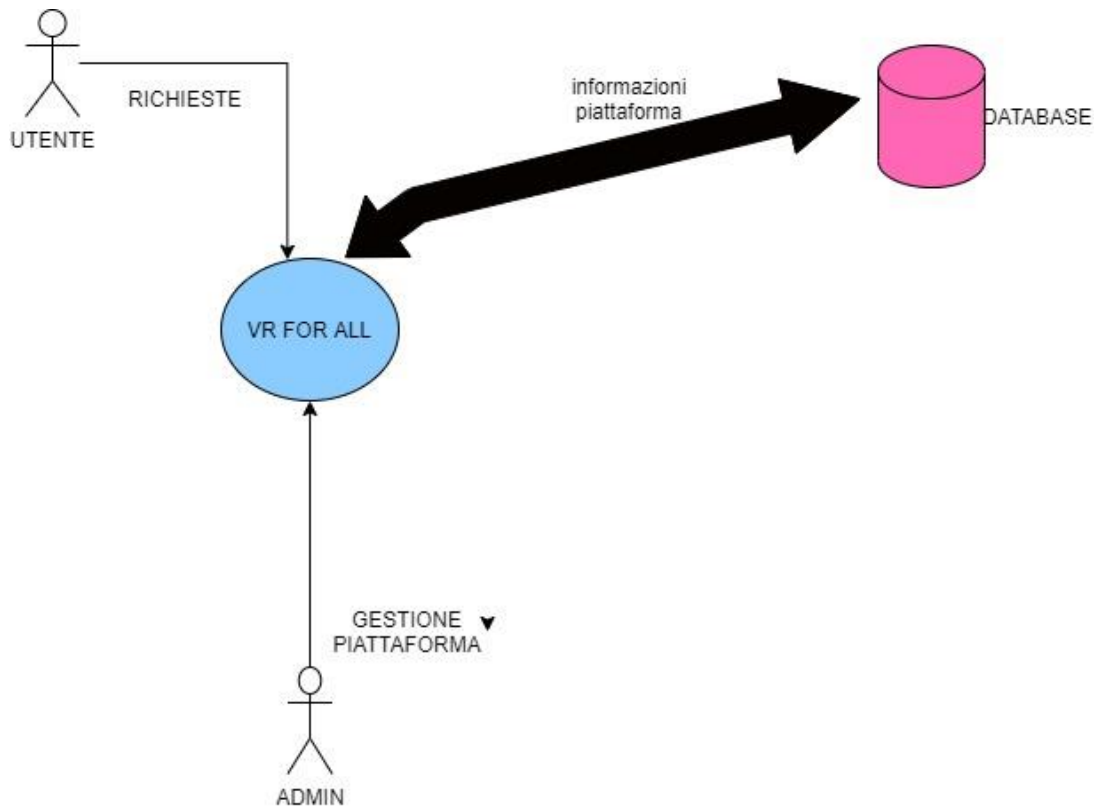 informazioni
piattaforma
RICHIESTE
DATABASE
UTENTE
VR FOR ALL
GESTIONE
PIATTAFORMA
ADMIN